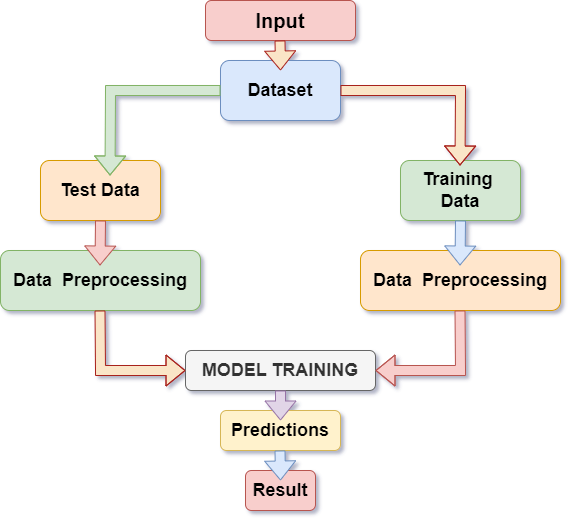 Input
Dataset
Test Data
Training
Data
Data  Preprocessing
Data  Preprocessing
MODEL TRAINING
Predictions
Result